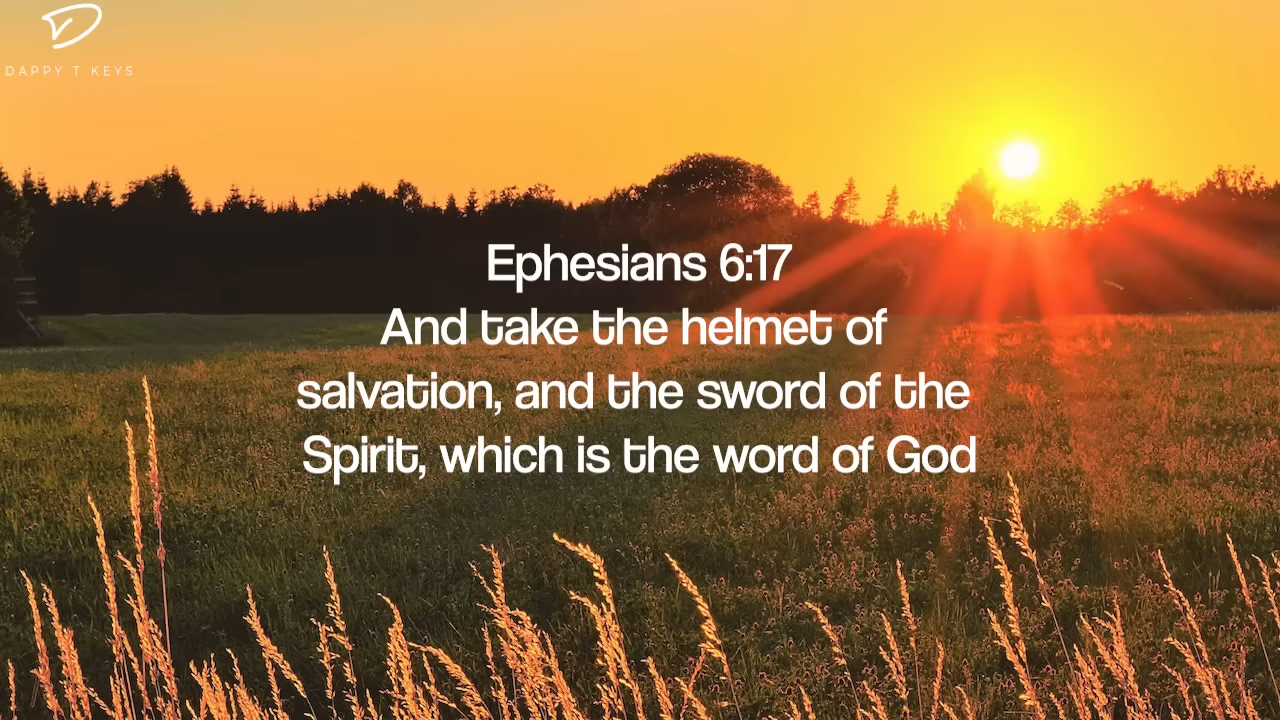 DAPPY T KEYS
Ephesians 6:17
And take the helmet of
salvation, and the sword of the
Spirit, which is the word of God